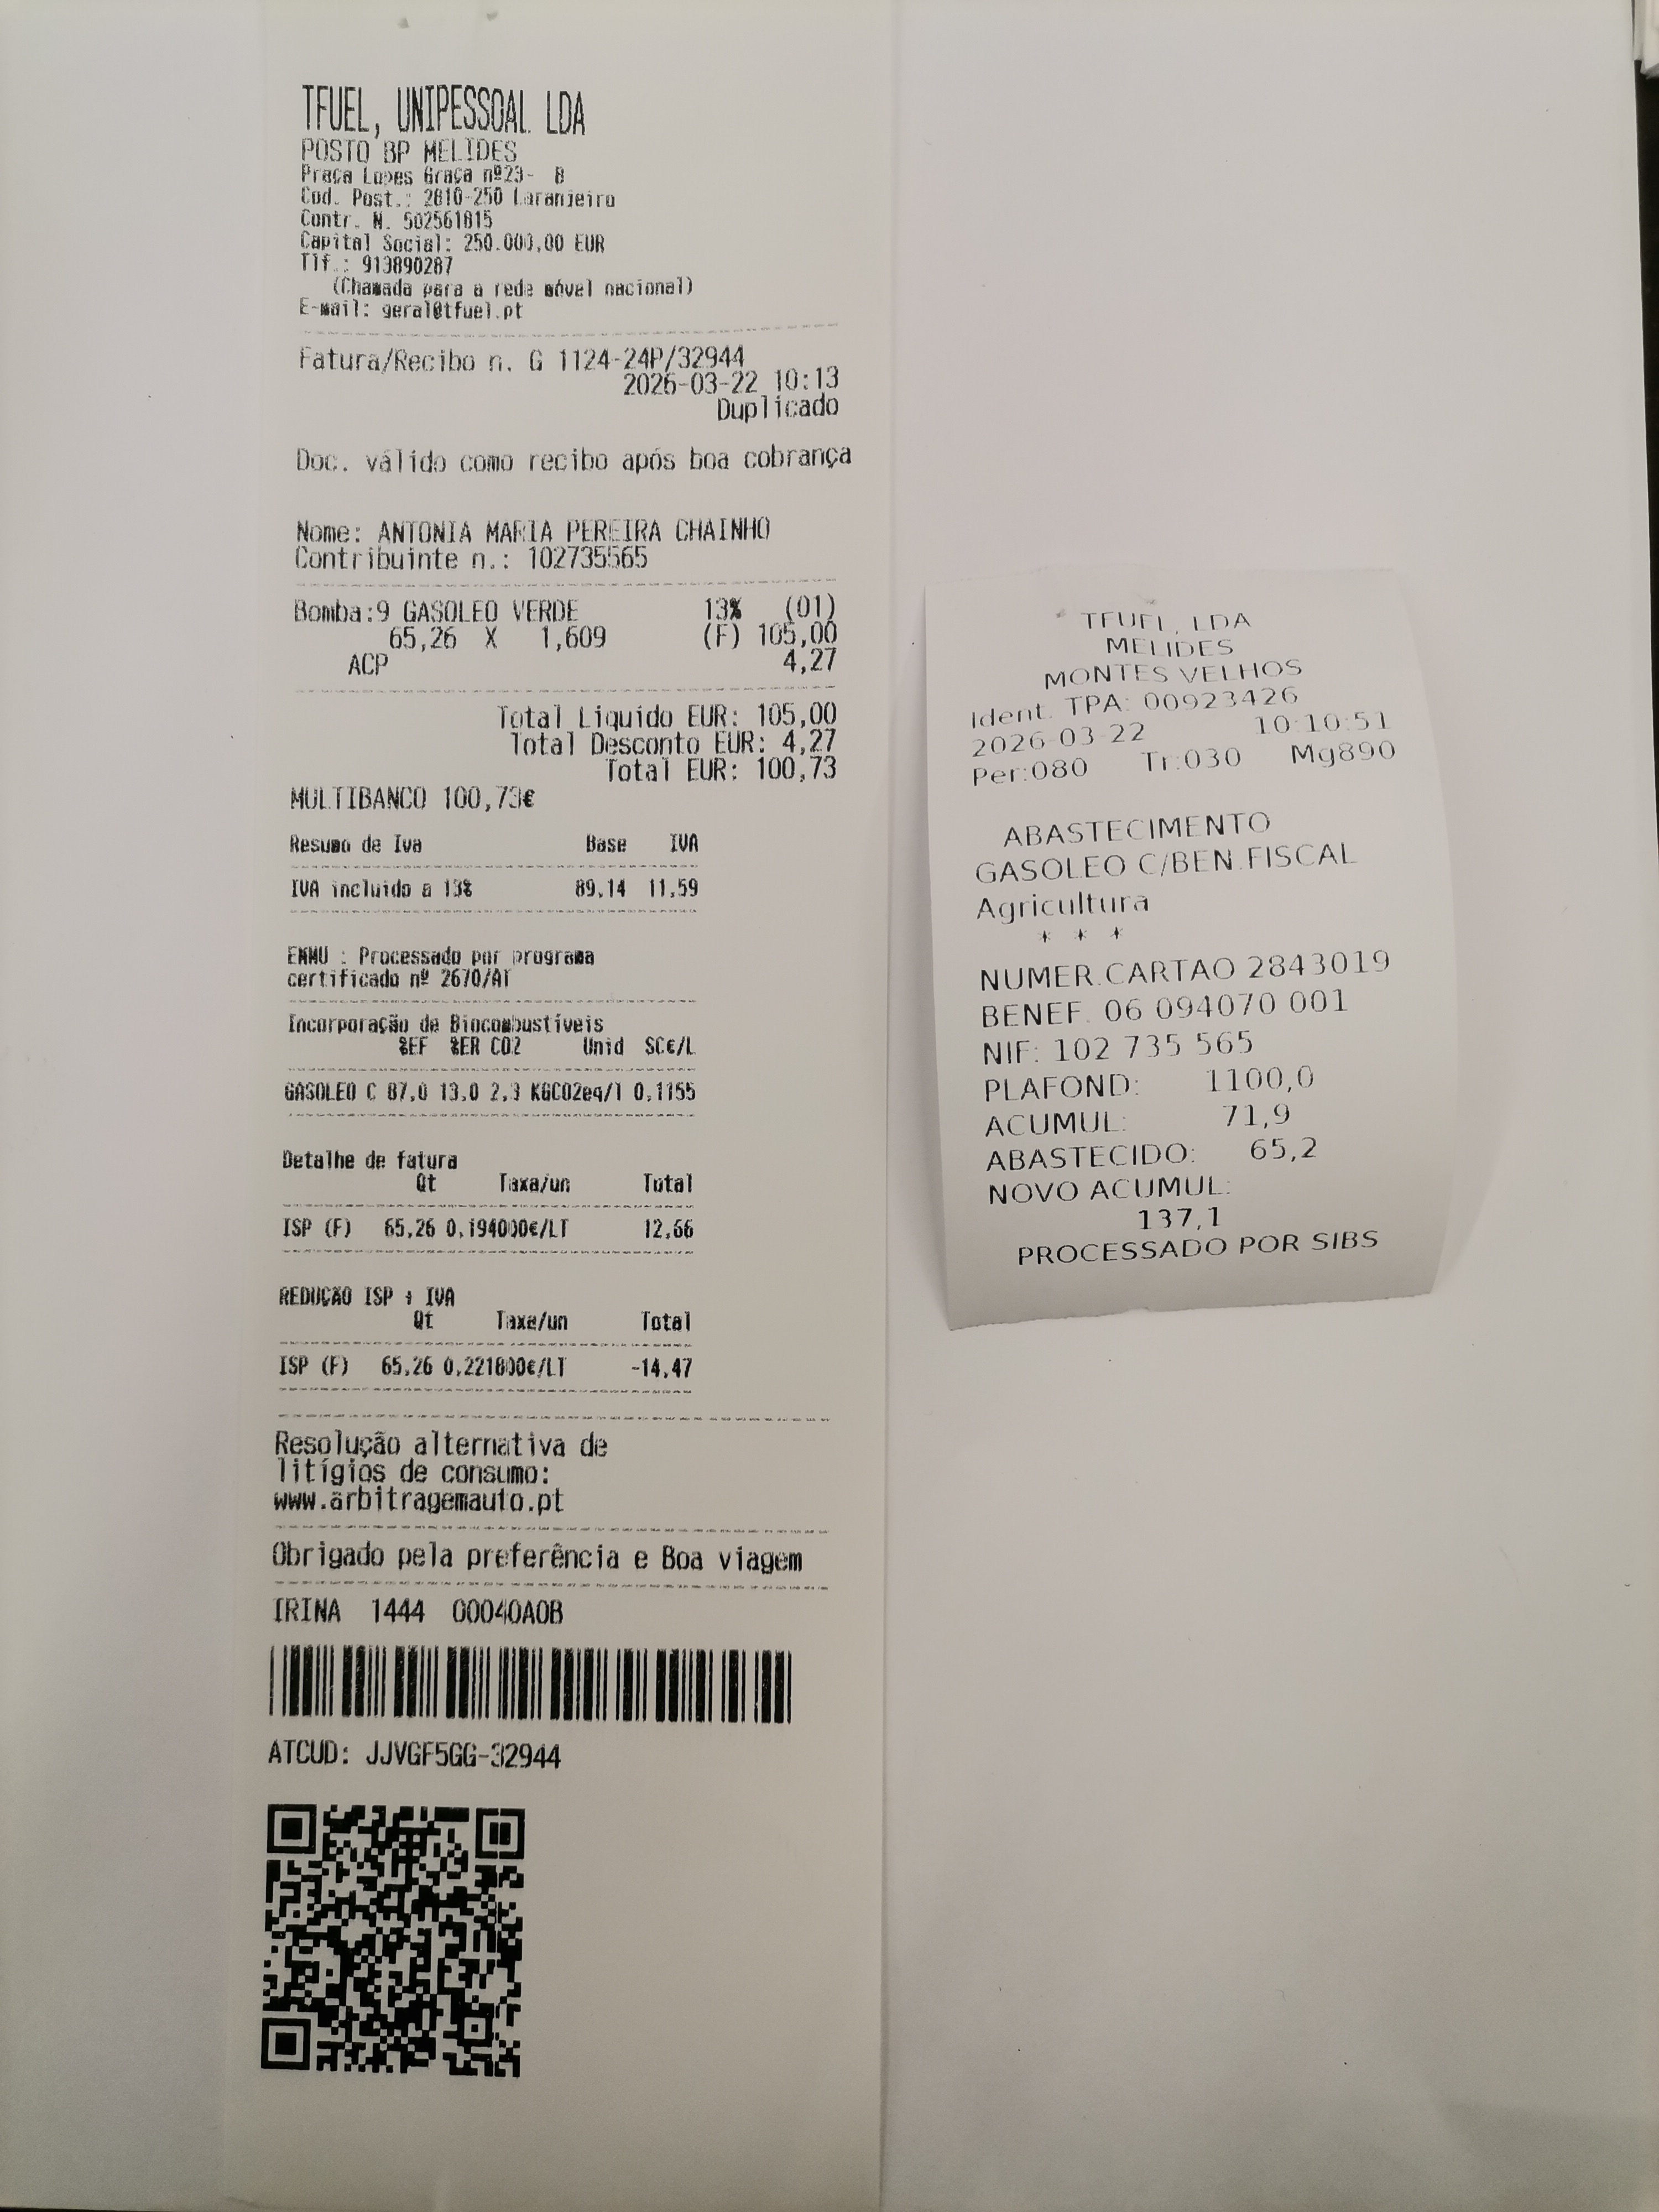 TFUEL, UNIPESSOAL LDA
POSTO BP MELIDES
Praça Lopes Graça nº23- B
Cod. Post.: 2810-250 Laranjeiro
Contr. N. 502561815
Capital Social: 250.000,00 EUR
Tlf.: 913890287
(Chamada para a rede móvel nacional)
E-mail: geral@tfuel.pt
Fatura/Recibo n. G 1124-24P/32944
2026-03-22 10:13
Duplicado
Doc. válido como recibo após boa cobrança
Nome: ANTONIA MARIA PEREIRA CHAINHO
Contribuinte n.: 102735565
Bomba:9 GASOLEO VERDE 13% (01)
65,26 X 1,609 (F) 105,00
ACP 4,27
Total Liquido EUR: 105,00
Total Desconto EUR: 4,27
Total EUR: 100,73
MULTIBANCO 100,73€
Resumo de Iva Base IVA
IVA incluido a 13% 89,14 11,59
EKMU : Processado por programa
certificado nº 2670/AT
Incorporação de Biocombustíveis
%EF %ER CO2 Unid SC€/L
GASOLEO C 87,0 13,0 2,3 KGCO2eq/l 0,1155
Detalhe de fatura
Qt Taxa/un Total
ISP (F) 65,26 0,194000€/LT 12,66
REDUÇÃO ISP + IVA
Qt Taxa/un Total
ISP (F) 65,26 0,221800€/LT -14,47
Resolução alternativa de
litígios de consumo:
www.arbitragemauto.pt
Obrigado pela preferência e Boa viagem
IRINA 1444 00040A0B
ATCUD: JJVGF5GG-32944
TFUEL, LDA
MELIDES
MONTES VELHOS
Ident. TPA: 00923426
2026-03-22 10:10:51
Per:080 Tr:030 Mg890
ABASTECIMENTO
GASOLEO C/BEN.FISCAL
Agricultura
* * *
NUMER.CARTAO 2843019
BENEF. 06 094070 001
NIF: 102 735 565
PLAFOND: 1100,0
ACUMUL: 71,9
ABASTECIDO: 65,2
NOVO ACUMUL:
137,1
PROCESSADO POR SIBS